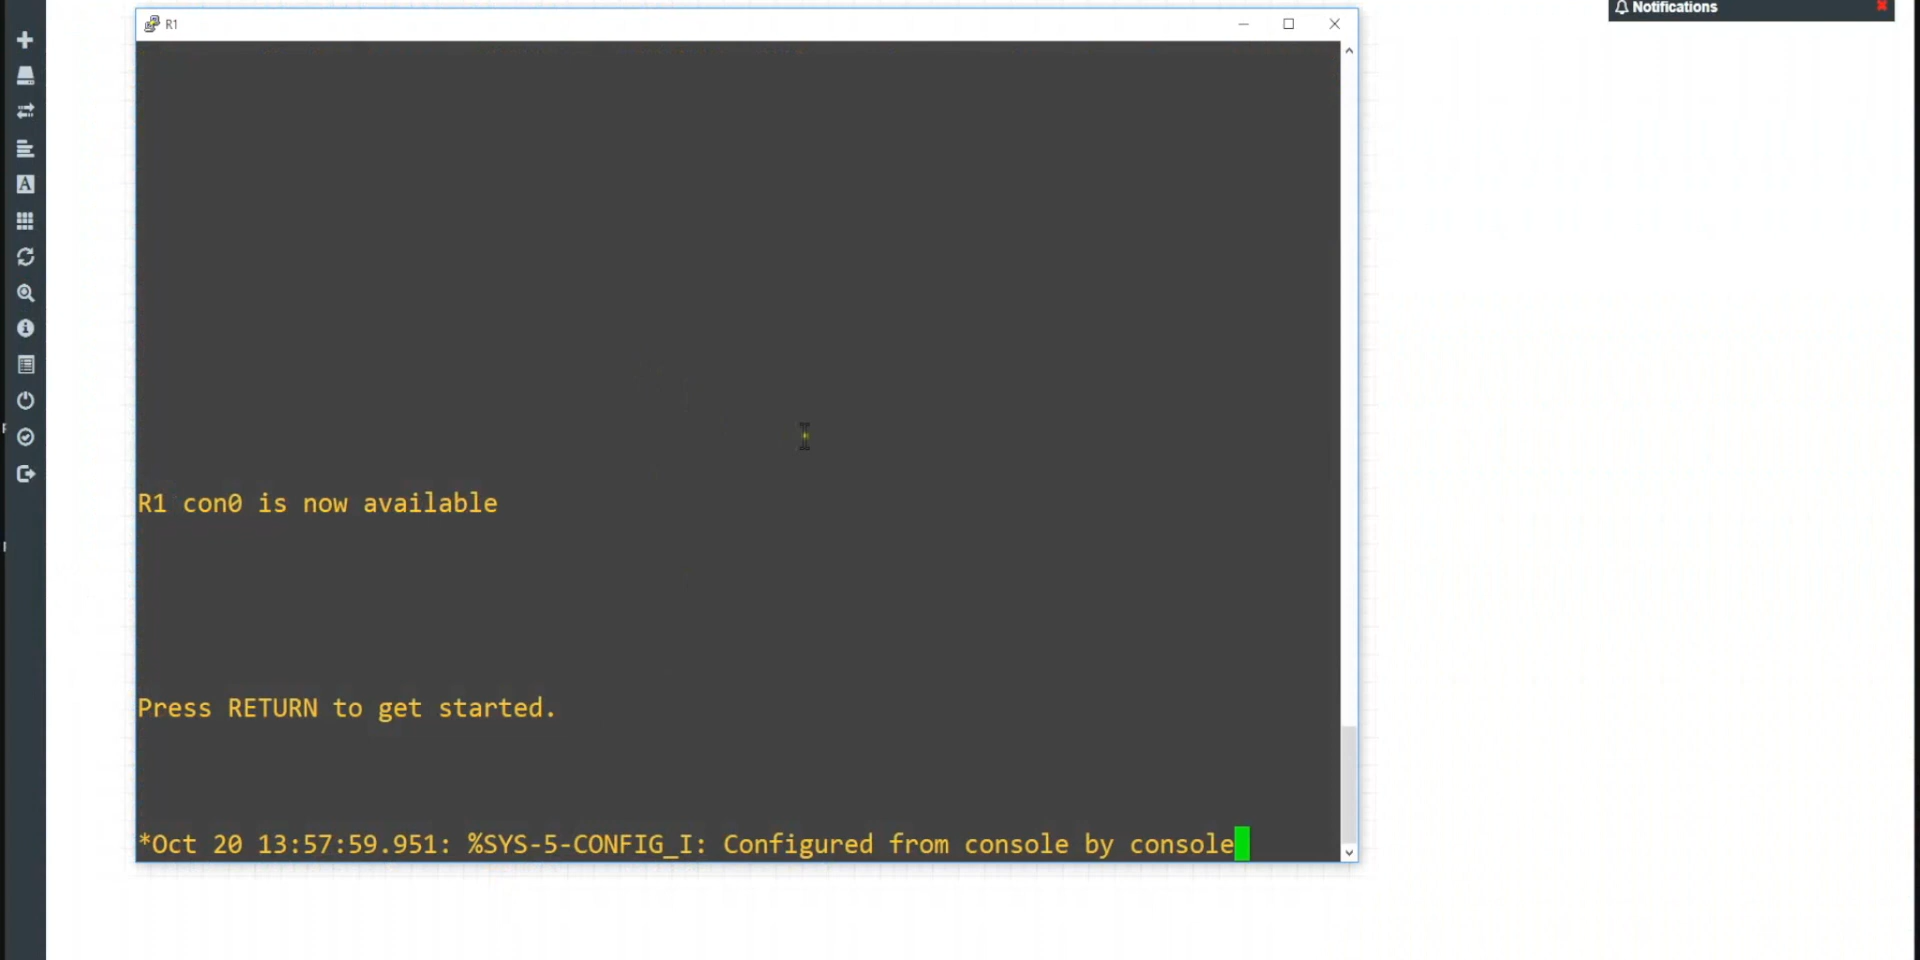 R1
Notifications
R1 con0 is now available
Press RETURN to get started.
*Oct 20 13:57:59.951: %SYS-5-CONFIG_I: Configured from console by console